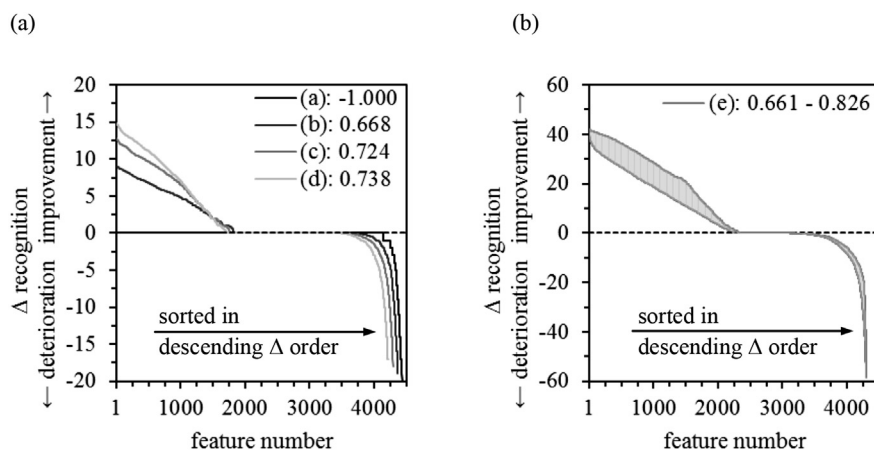 (a)
Δ recognition
← deterioration improvement →
20
15
10
5
0
-5
-10
-15
-20
(a): -1.000
(b): 0.668
(c): 0.724
(d): 0.738
sorted in
descending Δ order
1 1000 2000 3000 4000
feature number
(b)
Δ recognition
← deterioration improvement →
60
40
20
0
-20
-40
-60
(e): 0.661 - 0.826
sorted in
descending Δ order
1 1000 2000 3000 4000
feature number